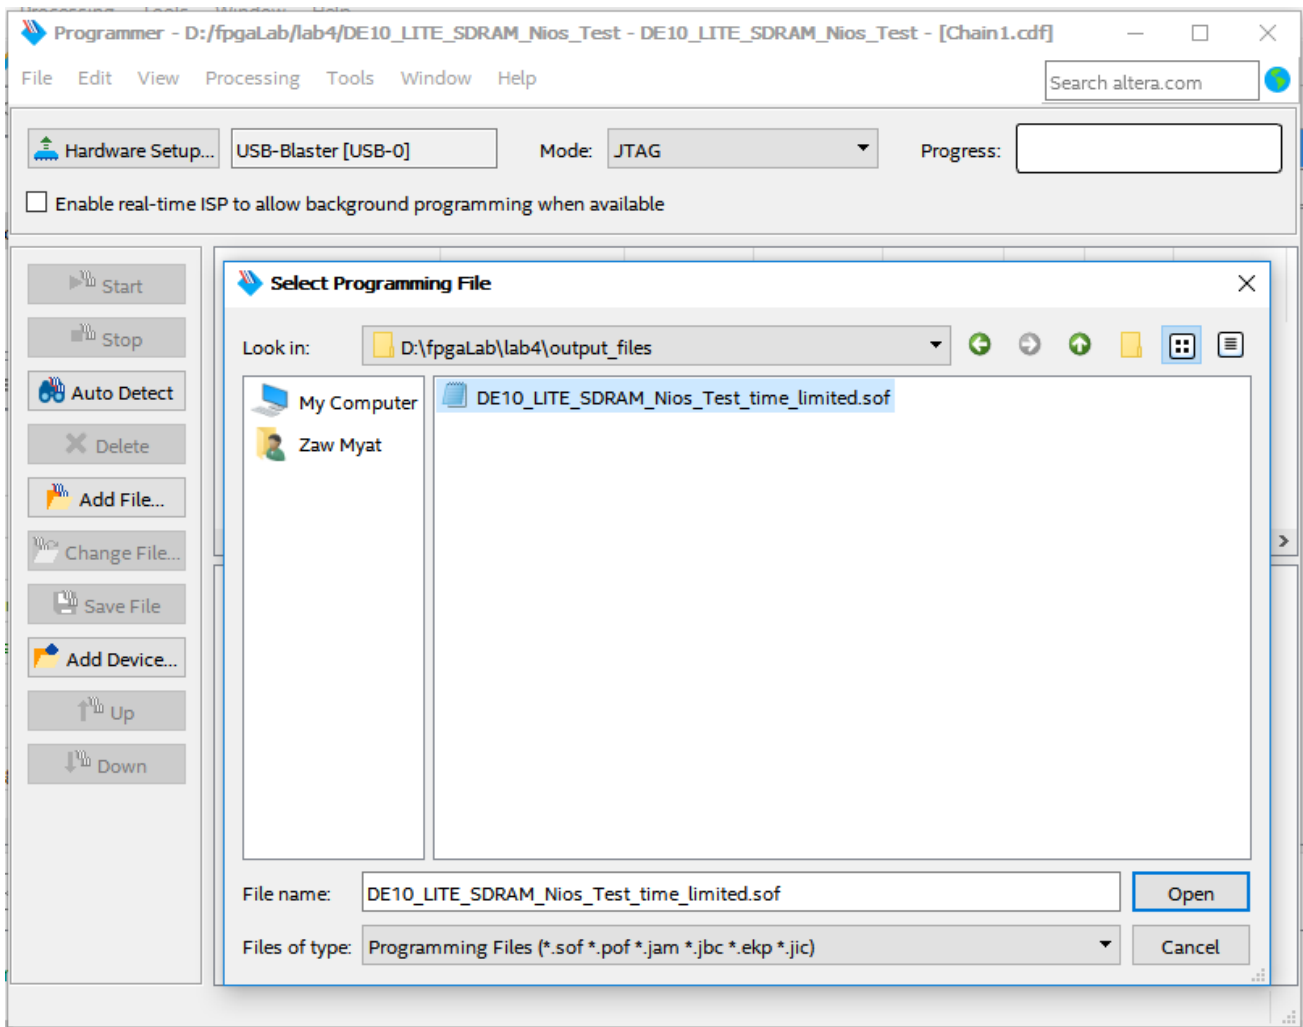 Processing Tools Window Help
Programmer - D:/fpgaLab/lab4/DE10_LITE_SDRAM_Nios_Test - DE10_LITE_SDRAM_Nios_Test - [Chain1.cdf]
File Edit View Processing Tools Window Help
Search altera.com
Hardware Setup... USB-Blaster [USB-0] Mode: JTAG Progress:
Enable real-time ISP to allow background programming when available
Start
Stop
Auto Detect
Delete
Add File...
Change File...
Save File
Add Device...
Up
Down
Select Programming File
Look in: D:\fpgaLab\lab4\output_files
My Computer
Zaw Myat
DE10_LITE_SDRAM_Nios_Test_time_limited.sof
File name: DE10_LITE_SDRAM_Nios_Test_time_limited.sof Open
Files of type: Programming Files (*.sof *.pof *.jam *.jbc *.ekp *.jic) Cancel